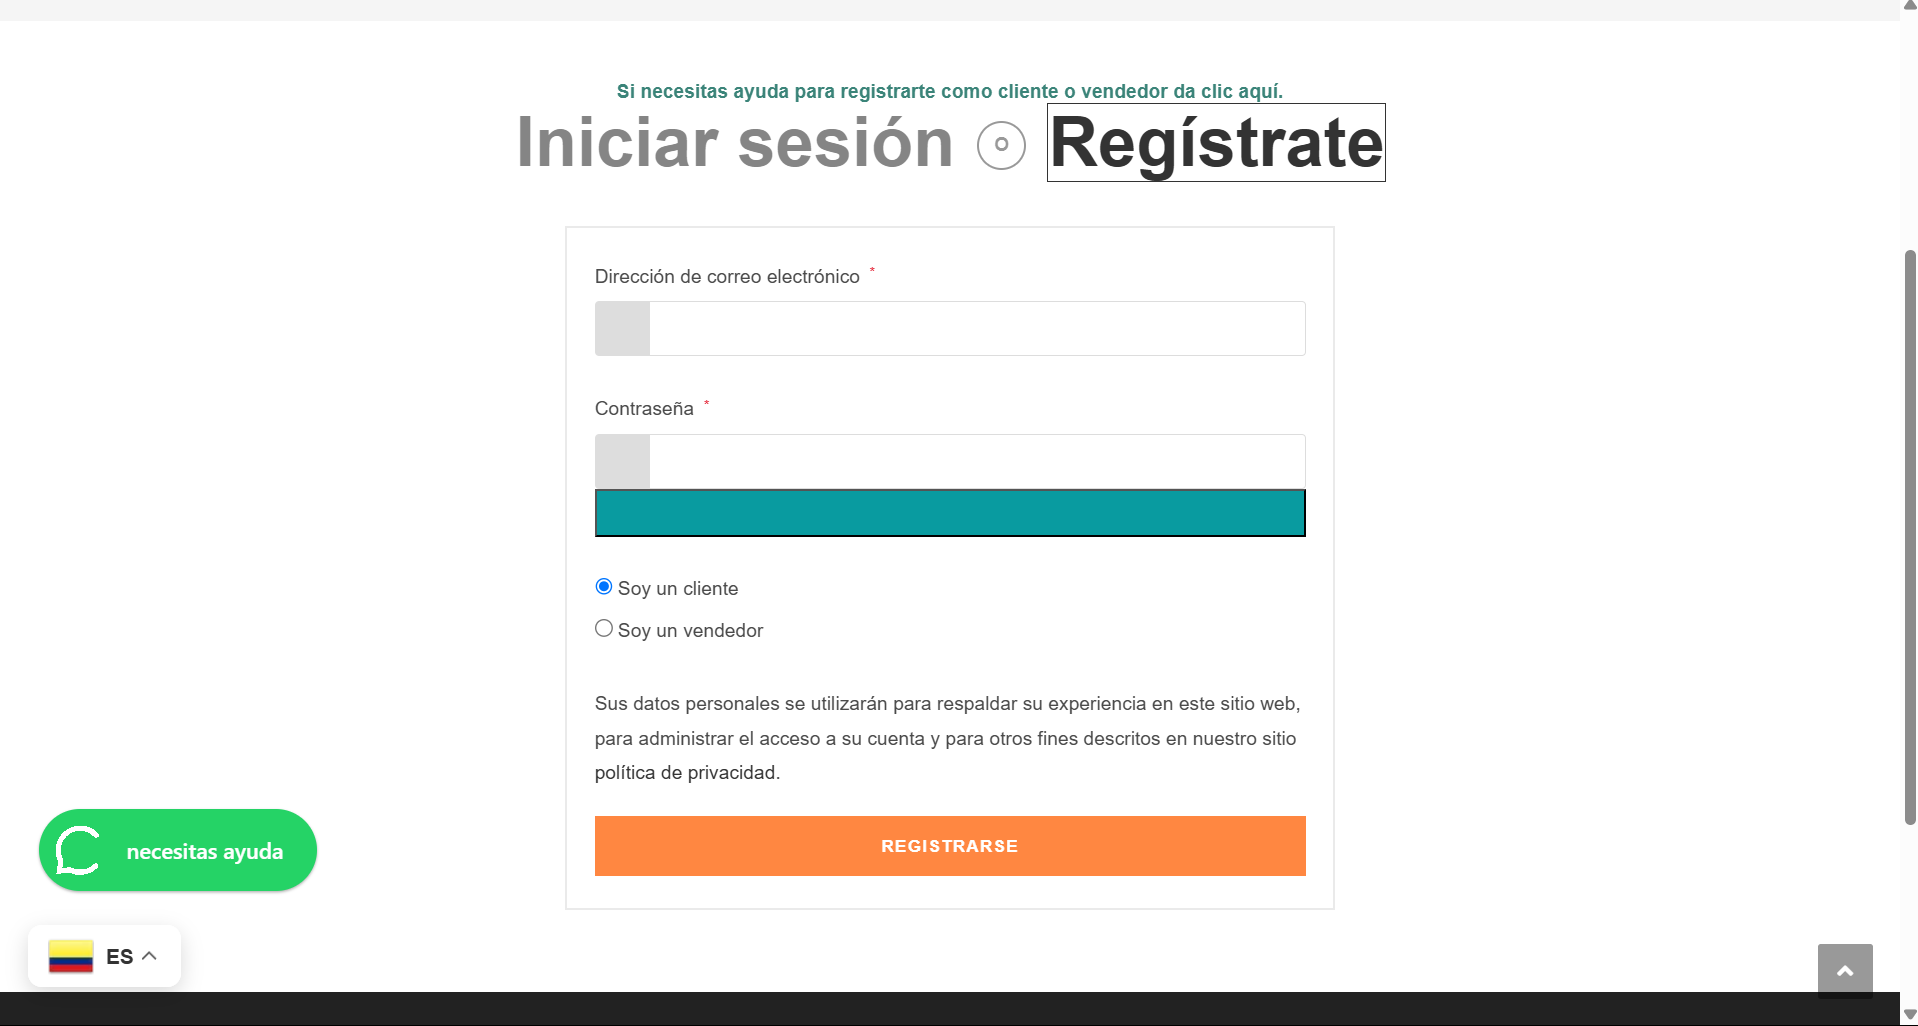 Si necesitas ayuda para registrarte como cliente o vendedor da clic aquí.
Iniciar sesión O Regístrate
Dirección de correo electrónico *
Contraseña *
Soy un cliente
Soy un vendedor
Sus datos personales se utilizarán para respaldar su experiencia en este sitio web,
para administrar el acceso a su cuenta y para otros fines descritos en nuestro sitio
política de privacidad.
REGISTRARSE
necesitas ayuda
ES